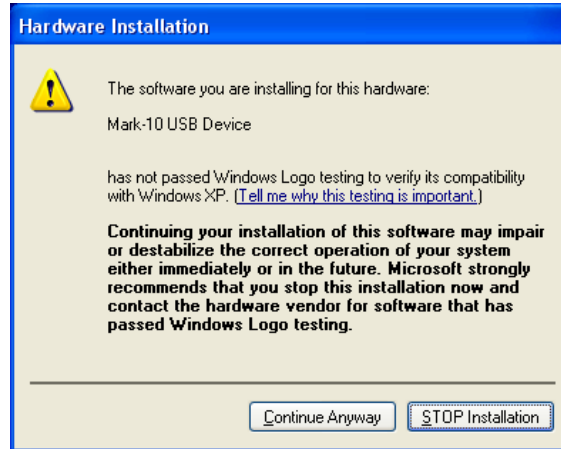 Hardware Installation
The software you are installing for this hardware:
Mark-10 USB Device
has not passed Windows Logo testing to verify its compatibility
with Windows XP. (Tell me why this testing is important.)
Continuing your installation of this software may impair
or destabilize the correct operation of your system
either immediately or in the future. Microsoft strongly
recommends that you stop this installation now and
contact the hardware vendor for software that has
passed Windows Logo testing.
Continue Anyway STOP Installation